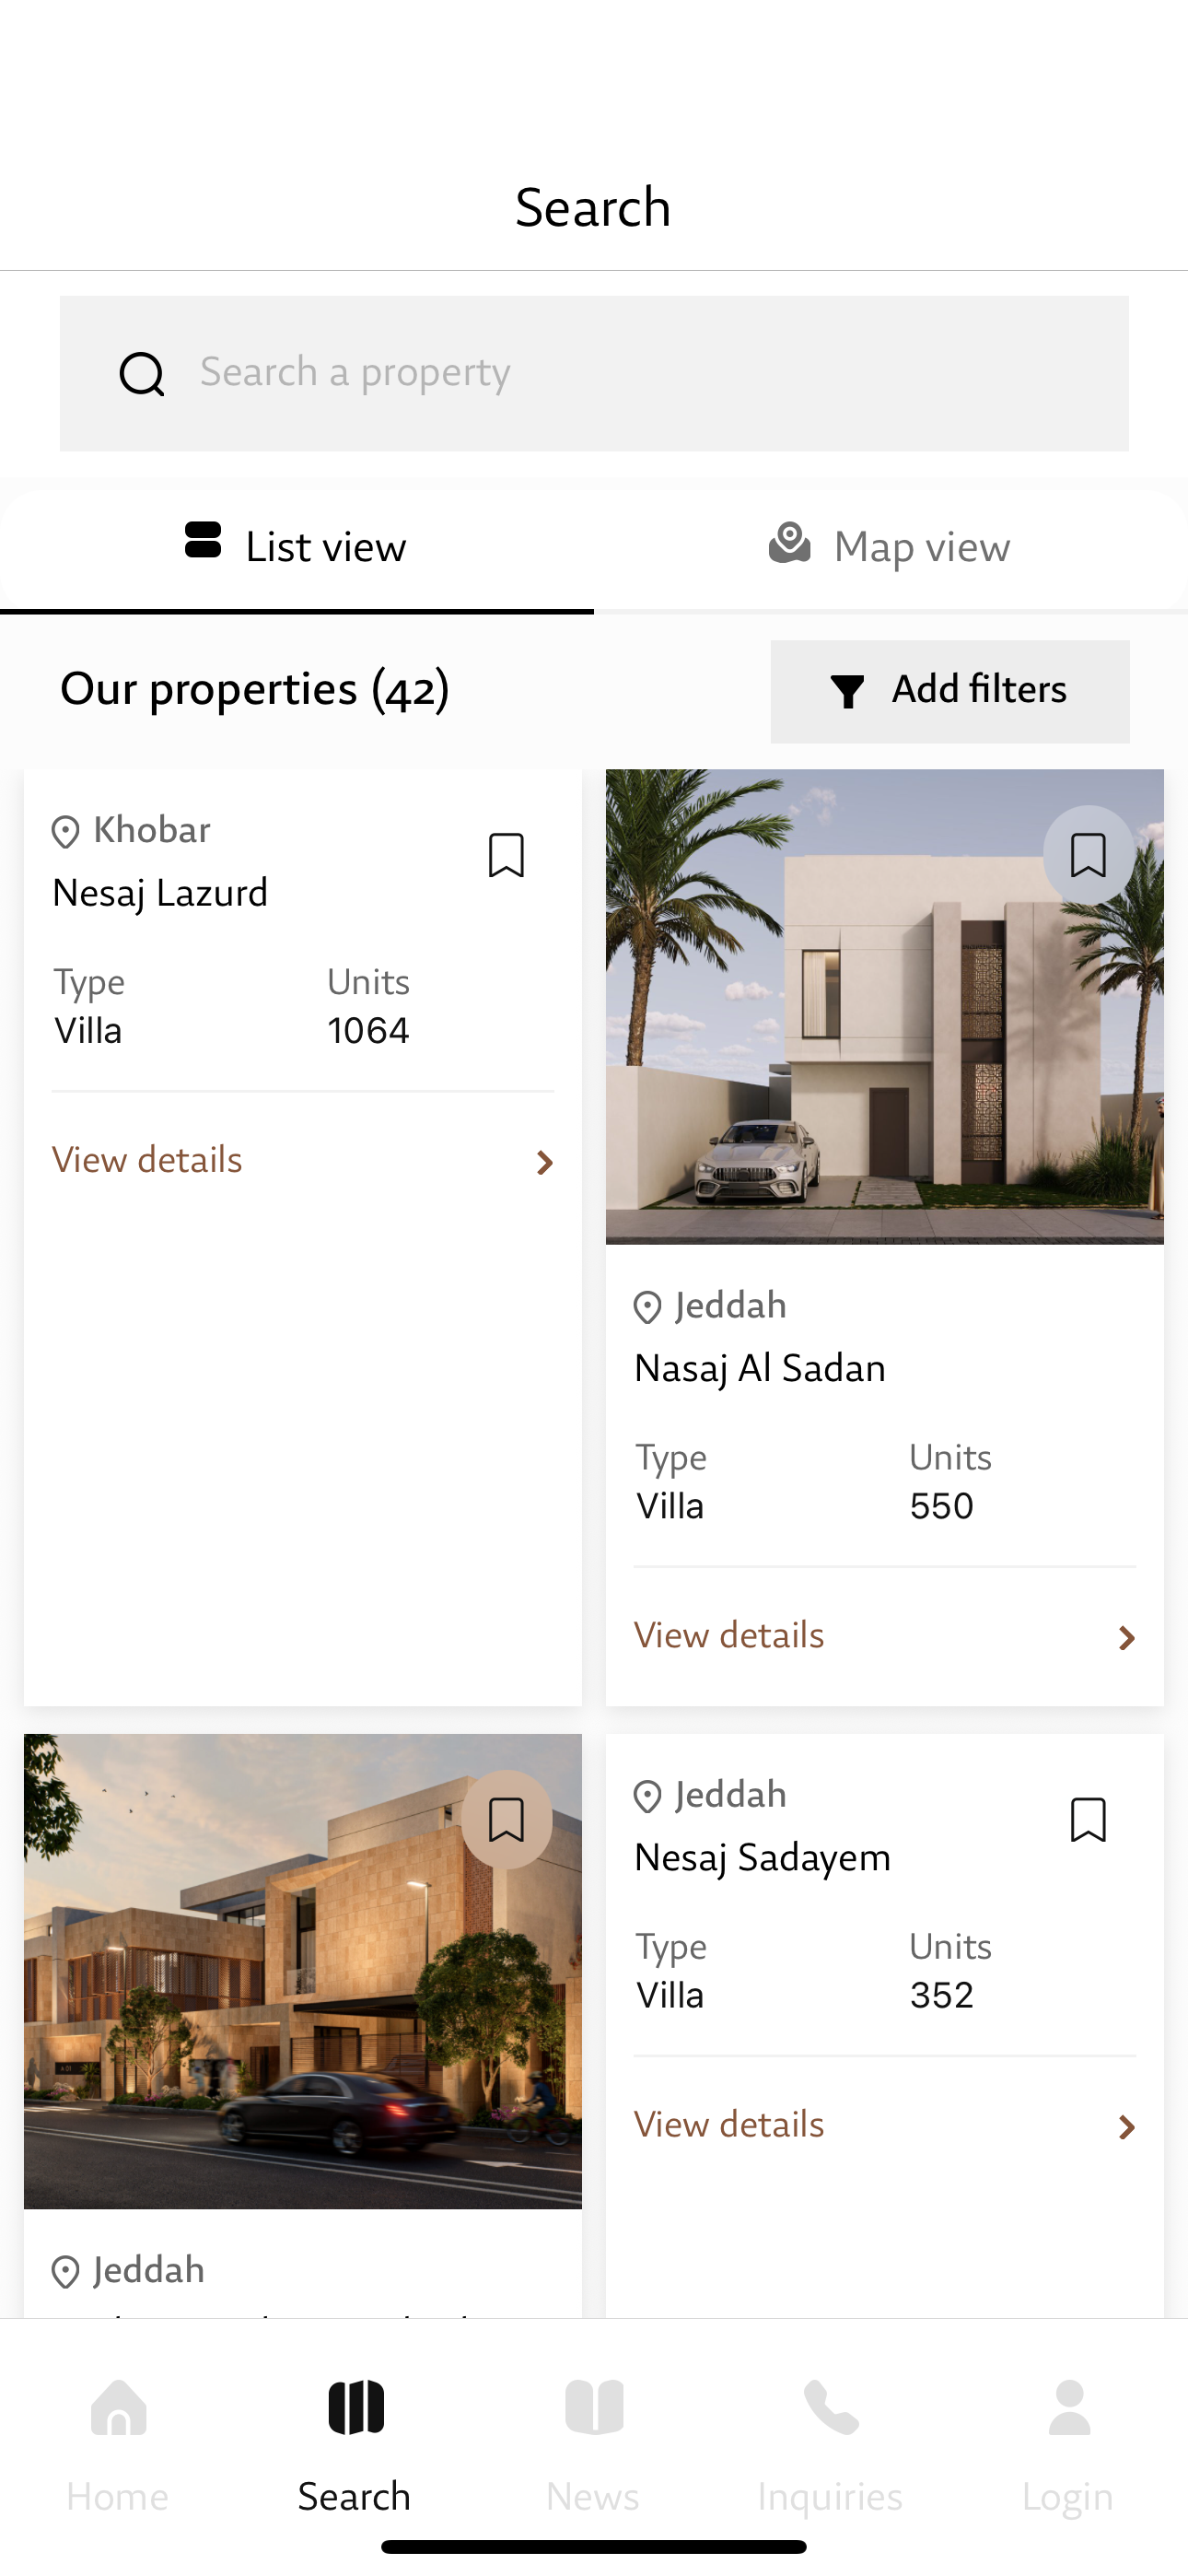 Search
Search a property
List view
Map view
Our properties (42)
Add filters
Khobar
Nesaj Lazurd
Type Units
Villa 1064
View details
Jeddah
Nasaj Al Sadan
Type Units
Villa 550
View details
Jeddah
Jeddah
Nesaj Sadayem
Type Units
Villa 352
View details
Home
Search
News
Inquiries
Login